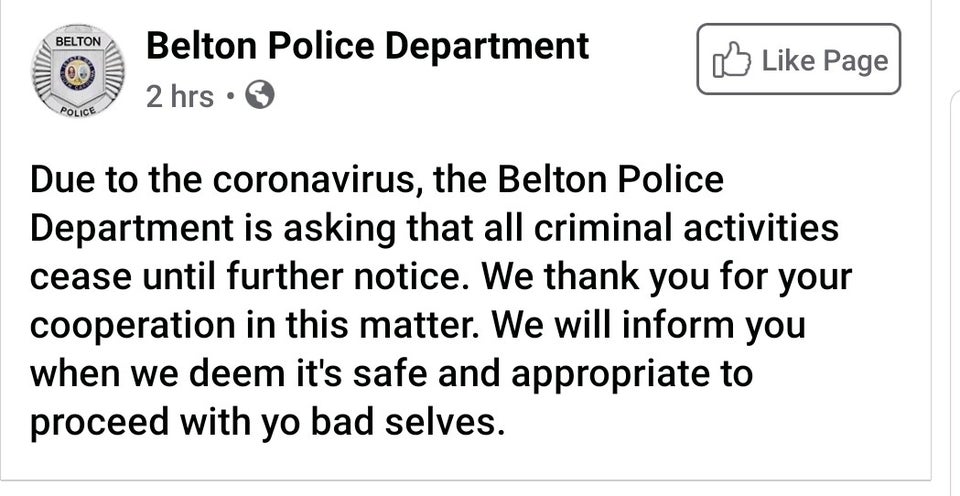 BELTON
POLICE
Belton Police Department
2 hrs •
Like Page
Due to the coronavirus, the Belton Police
Department is asking that all criminal activities
cease until further notice. We thank you for your
cooperation in this matter. We will inform you
when we deem it's safe and appropriate to
proceed with yo bad selves.